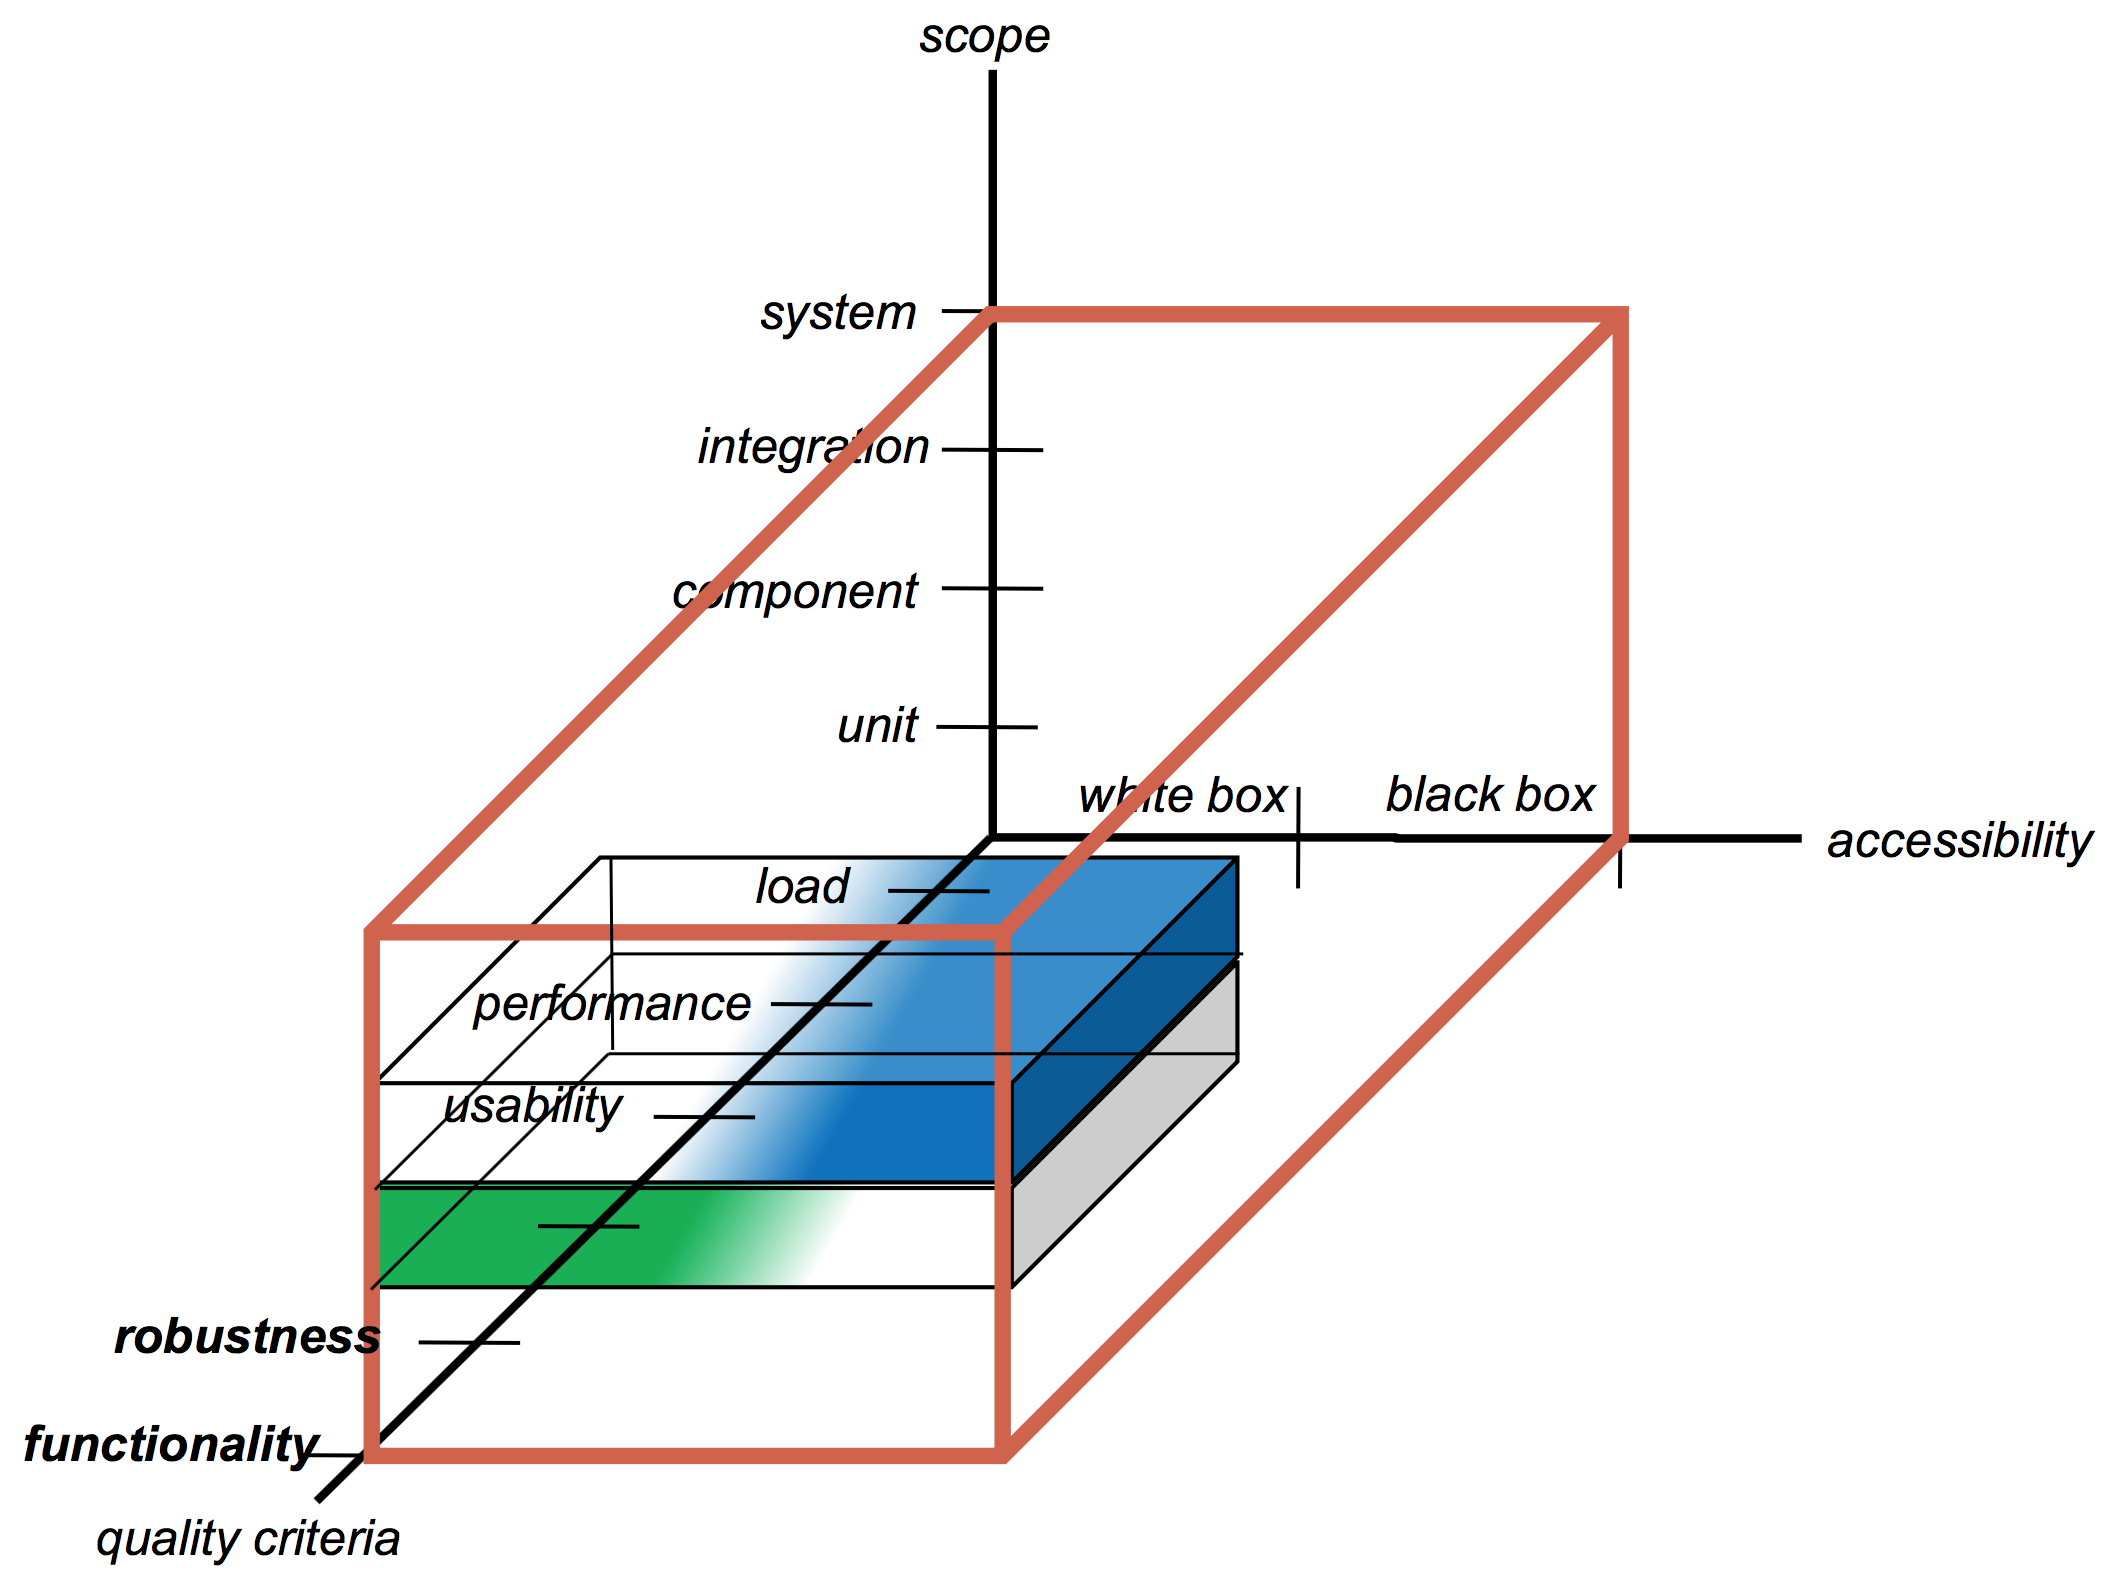 scope
system
integration
component
unit
white box
black box
accessibility
load
performance
usability
robustness
functionality
quality criteria